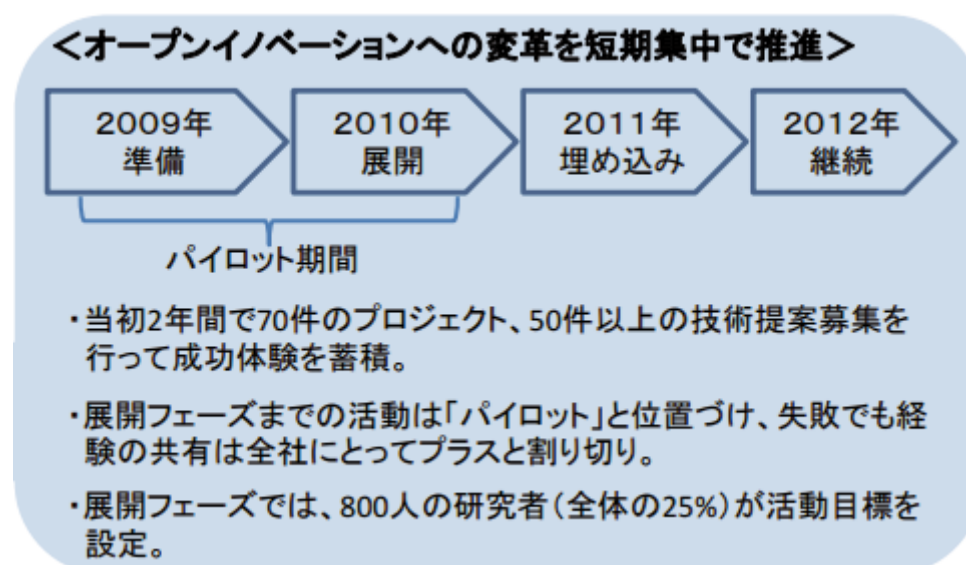 ＜オープンイノベーションへの変革を短期集中で推進＞
2009年
準備
2010年
展開
2011年
埋め込み
2012年
継続
パイロット期間
・当初2年間で70件のプロジェクト、50件以上の技術提案募集を
行って成功体験を蓄積。
・展開フェーズまでの活動は「パイロット」と位置づけ、失敗でも経
験の共有は全社にとってプラスと割り切り。
・展開フェーズでは、800人の研究者（全体の25%）が活動目標を
設定。